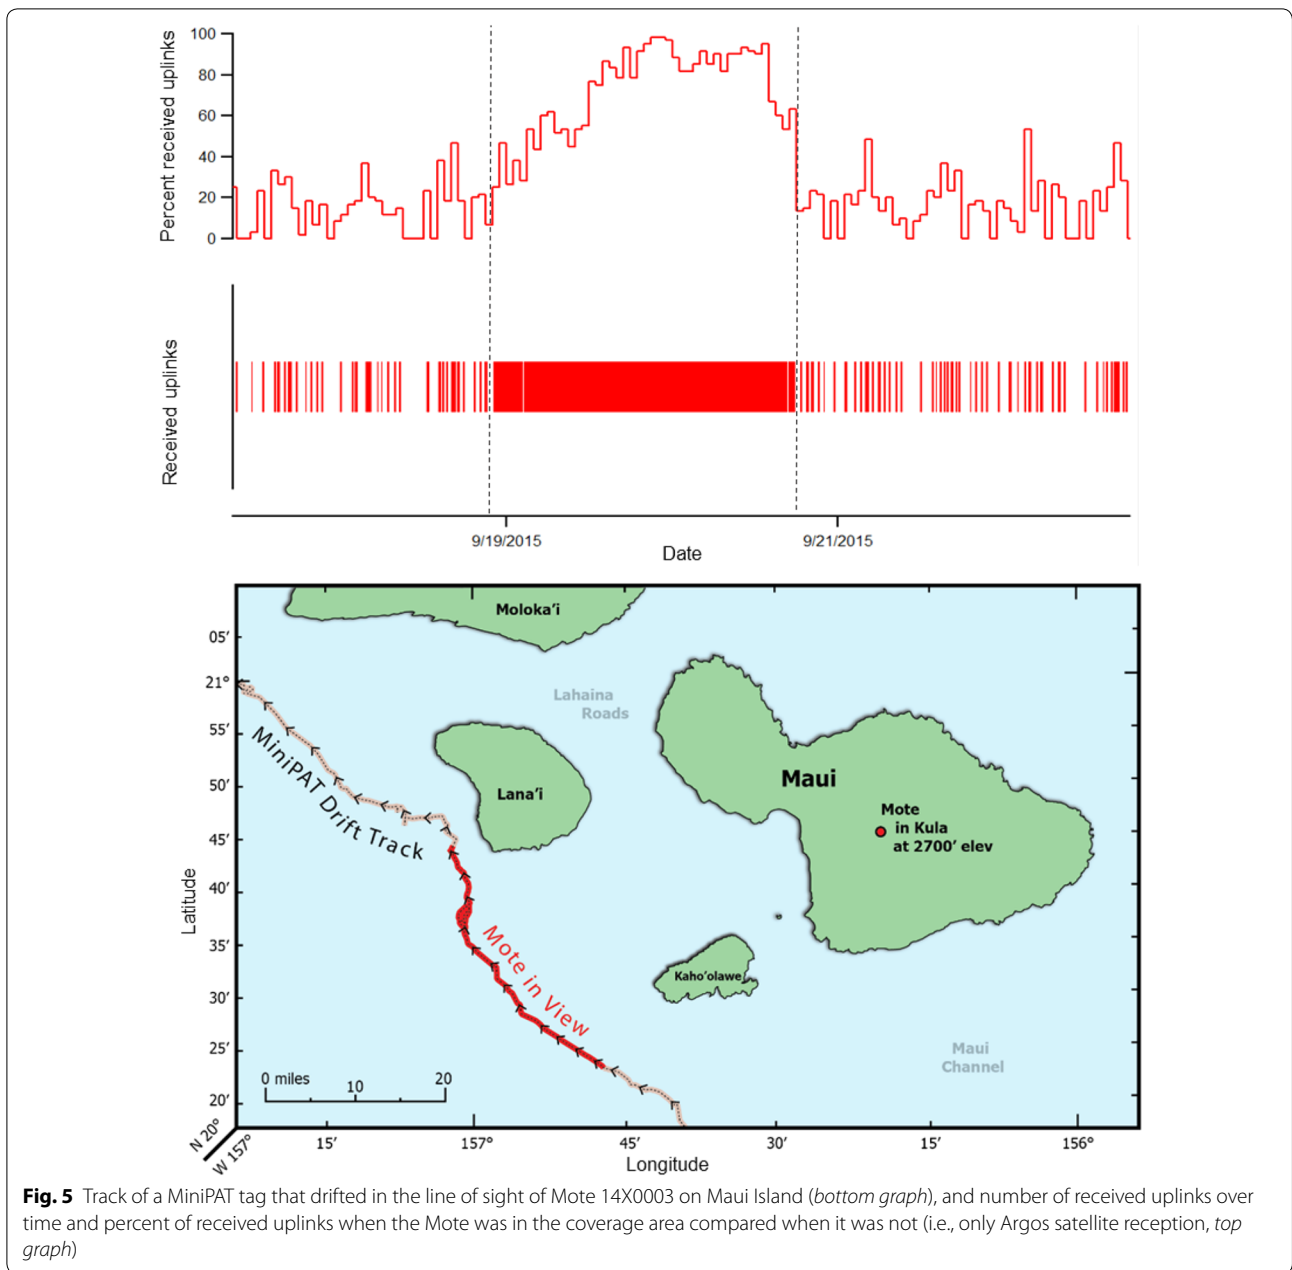 Percent received uplinks
100
80
60
40
20
0
Received uplinks
9/19/2015
9/21/2015
Date
Moloka'i
05'
21°
55'
50'
45'
40'
35'
30'
25'
20'
Latitude
Lahaina
Roads
MiniPAT Drift Track
Lana'i
Maui
Mote
in Kula
at 2700' elev
Mote in View
Kaho'olawe
Maui
Channel
0 miles
10
20
N 20°
W 157°
15'
157°
45'
30'
15'
156°
Longitude
Fig. 5 Track of a MiniPAT tag that drifted in the line of sight of Mote 14X0003 on Maui Island (bottom graph), and number of received uplinks over
time and percent of received uplinks when the Mote was in the coverage area compared when it was not (i.e., only Argos satellite reception, top
graph)